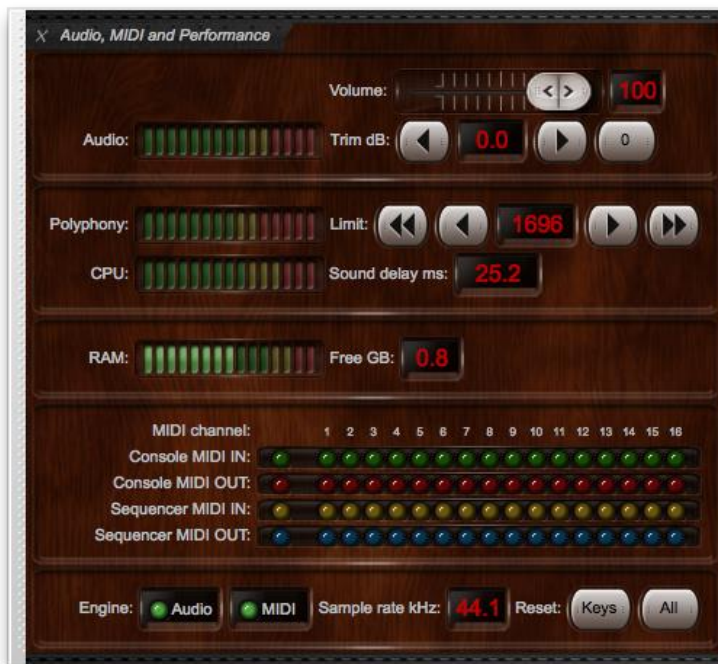 X Audio, MIDI and Performance
Volume: < > 100
Audio: Trim dB: 0.0 0
Polyphony: Limit: 1696
CPU: Sound delay ms: 25.2
RAM: Free GB: 0.8
MIDI channel: 1 2 3 4 5 6 7 8 9 10 11 12 13 14 15 16
Console MIDI IN:
Console MIDI OUT:
Sequencer MIDI IN:
Sequencer MIDI OUT:
Engine: Audio MIDI Sample rate kHz: 44.1 Reset: Keys All